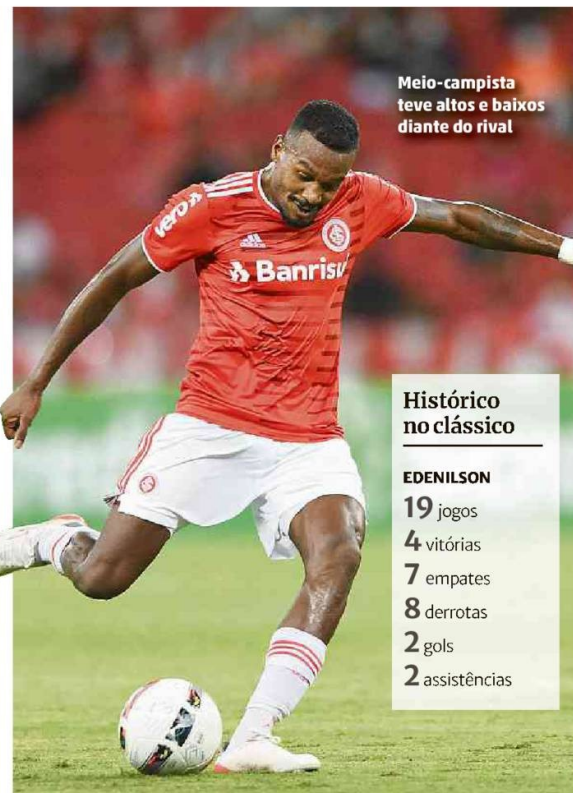 Meio-campista
teve altos e baixos
diante do rival
vero
adidas
Banrisul
Histórico
no clássico
EDENILSON
19 jogos
4 vitórias
7 empates
8 derrotas
2 gols
2 assistências